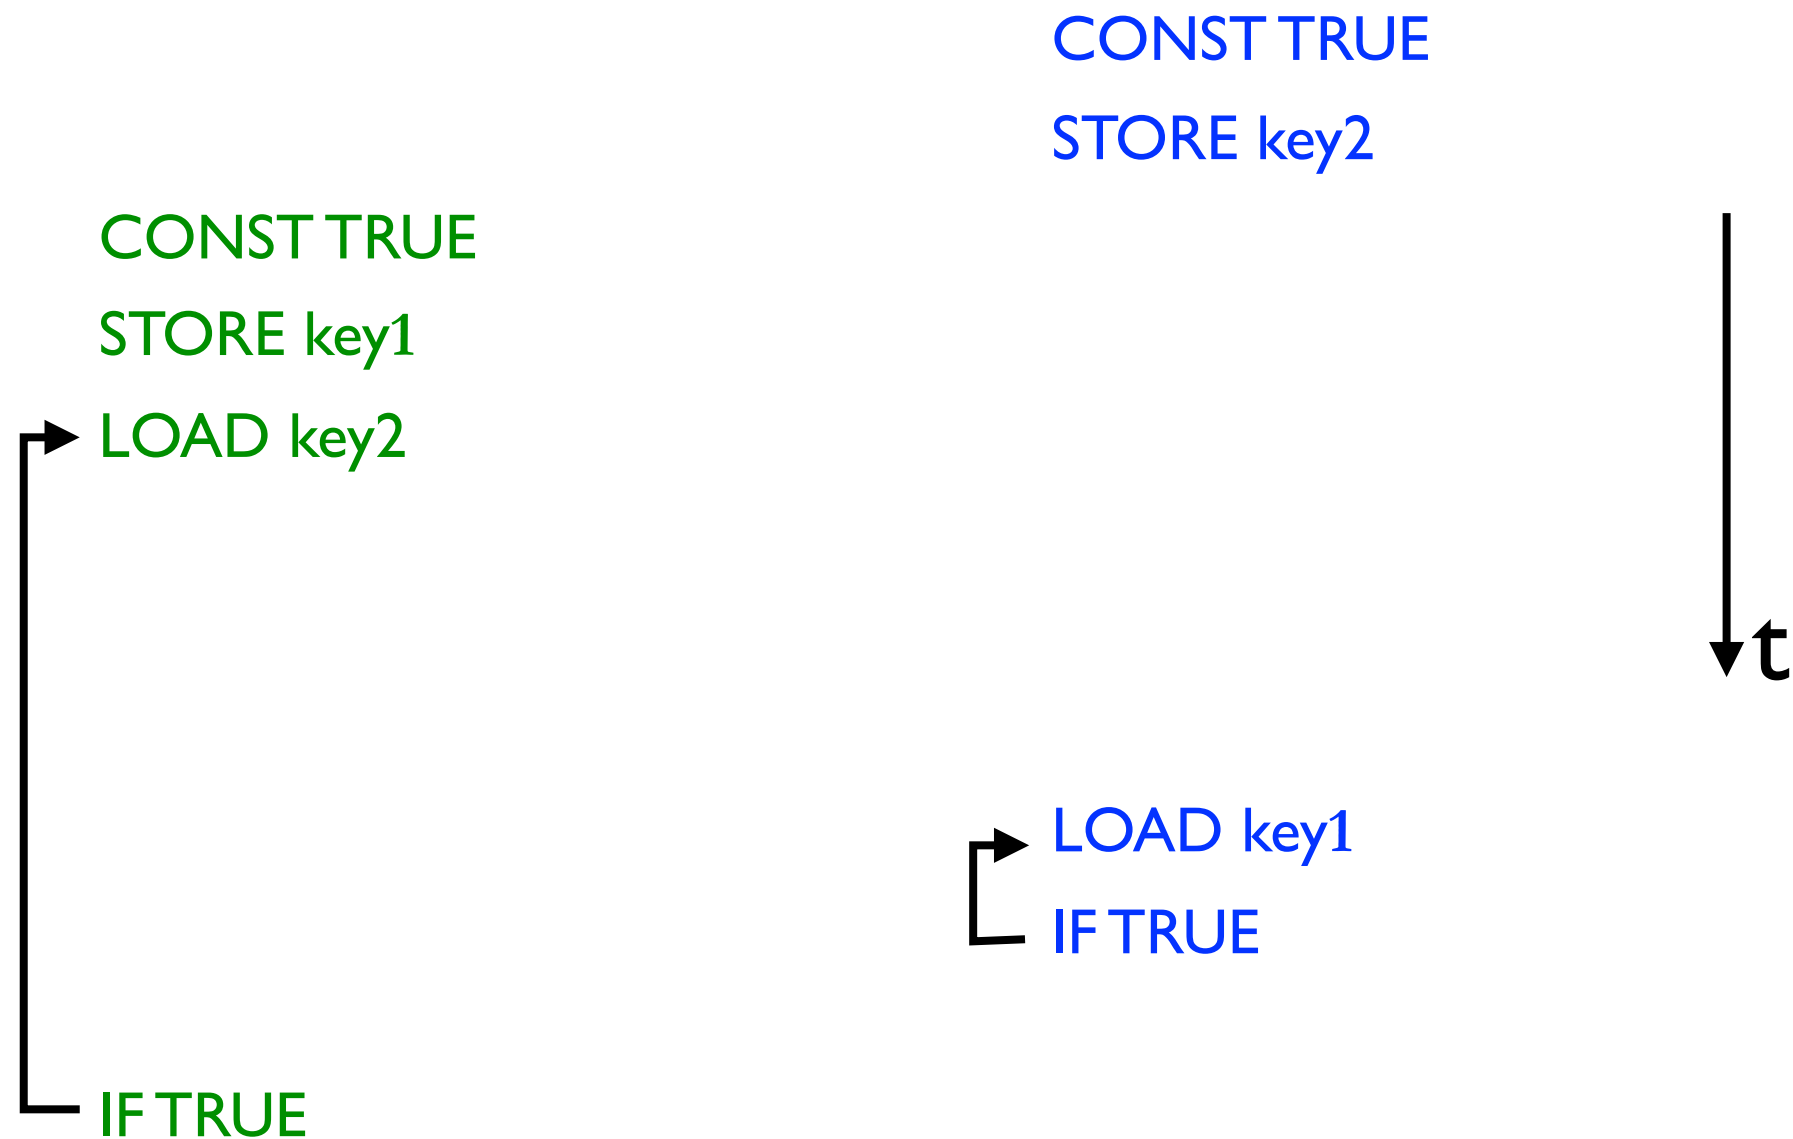 CONST TRUE
STORE key2
CONST TRUE
STORE key1
LOAD key2
t
LOAD key1
IF TRUE
IF TRUE